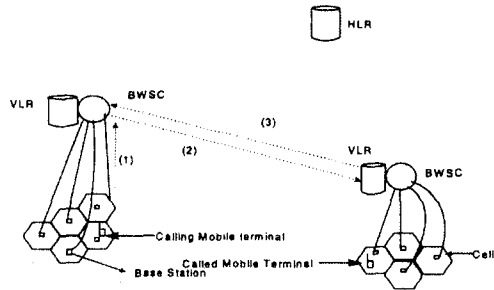 HLR
VLR
BWSC
(3)
(1)
(2)
VLR
BWSC
Calling Mobile terminal
Called Mobile Terminal
Cell
Base Station